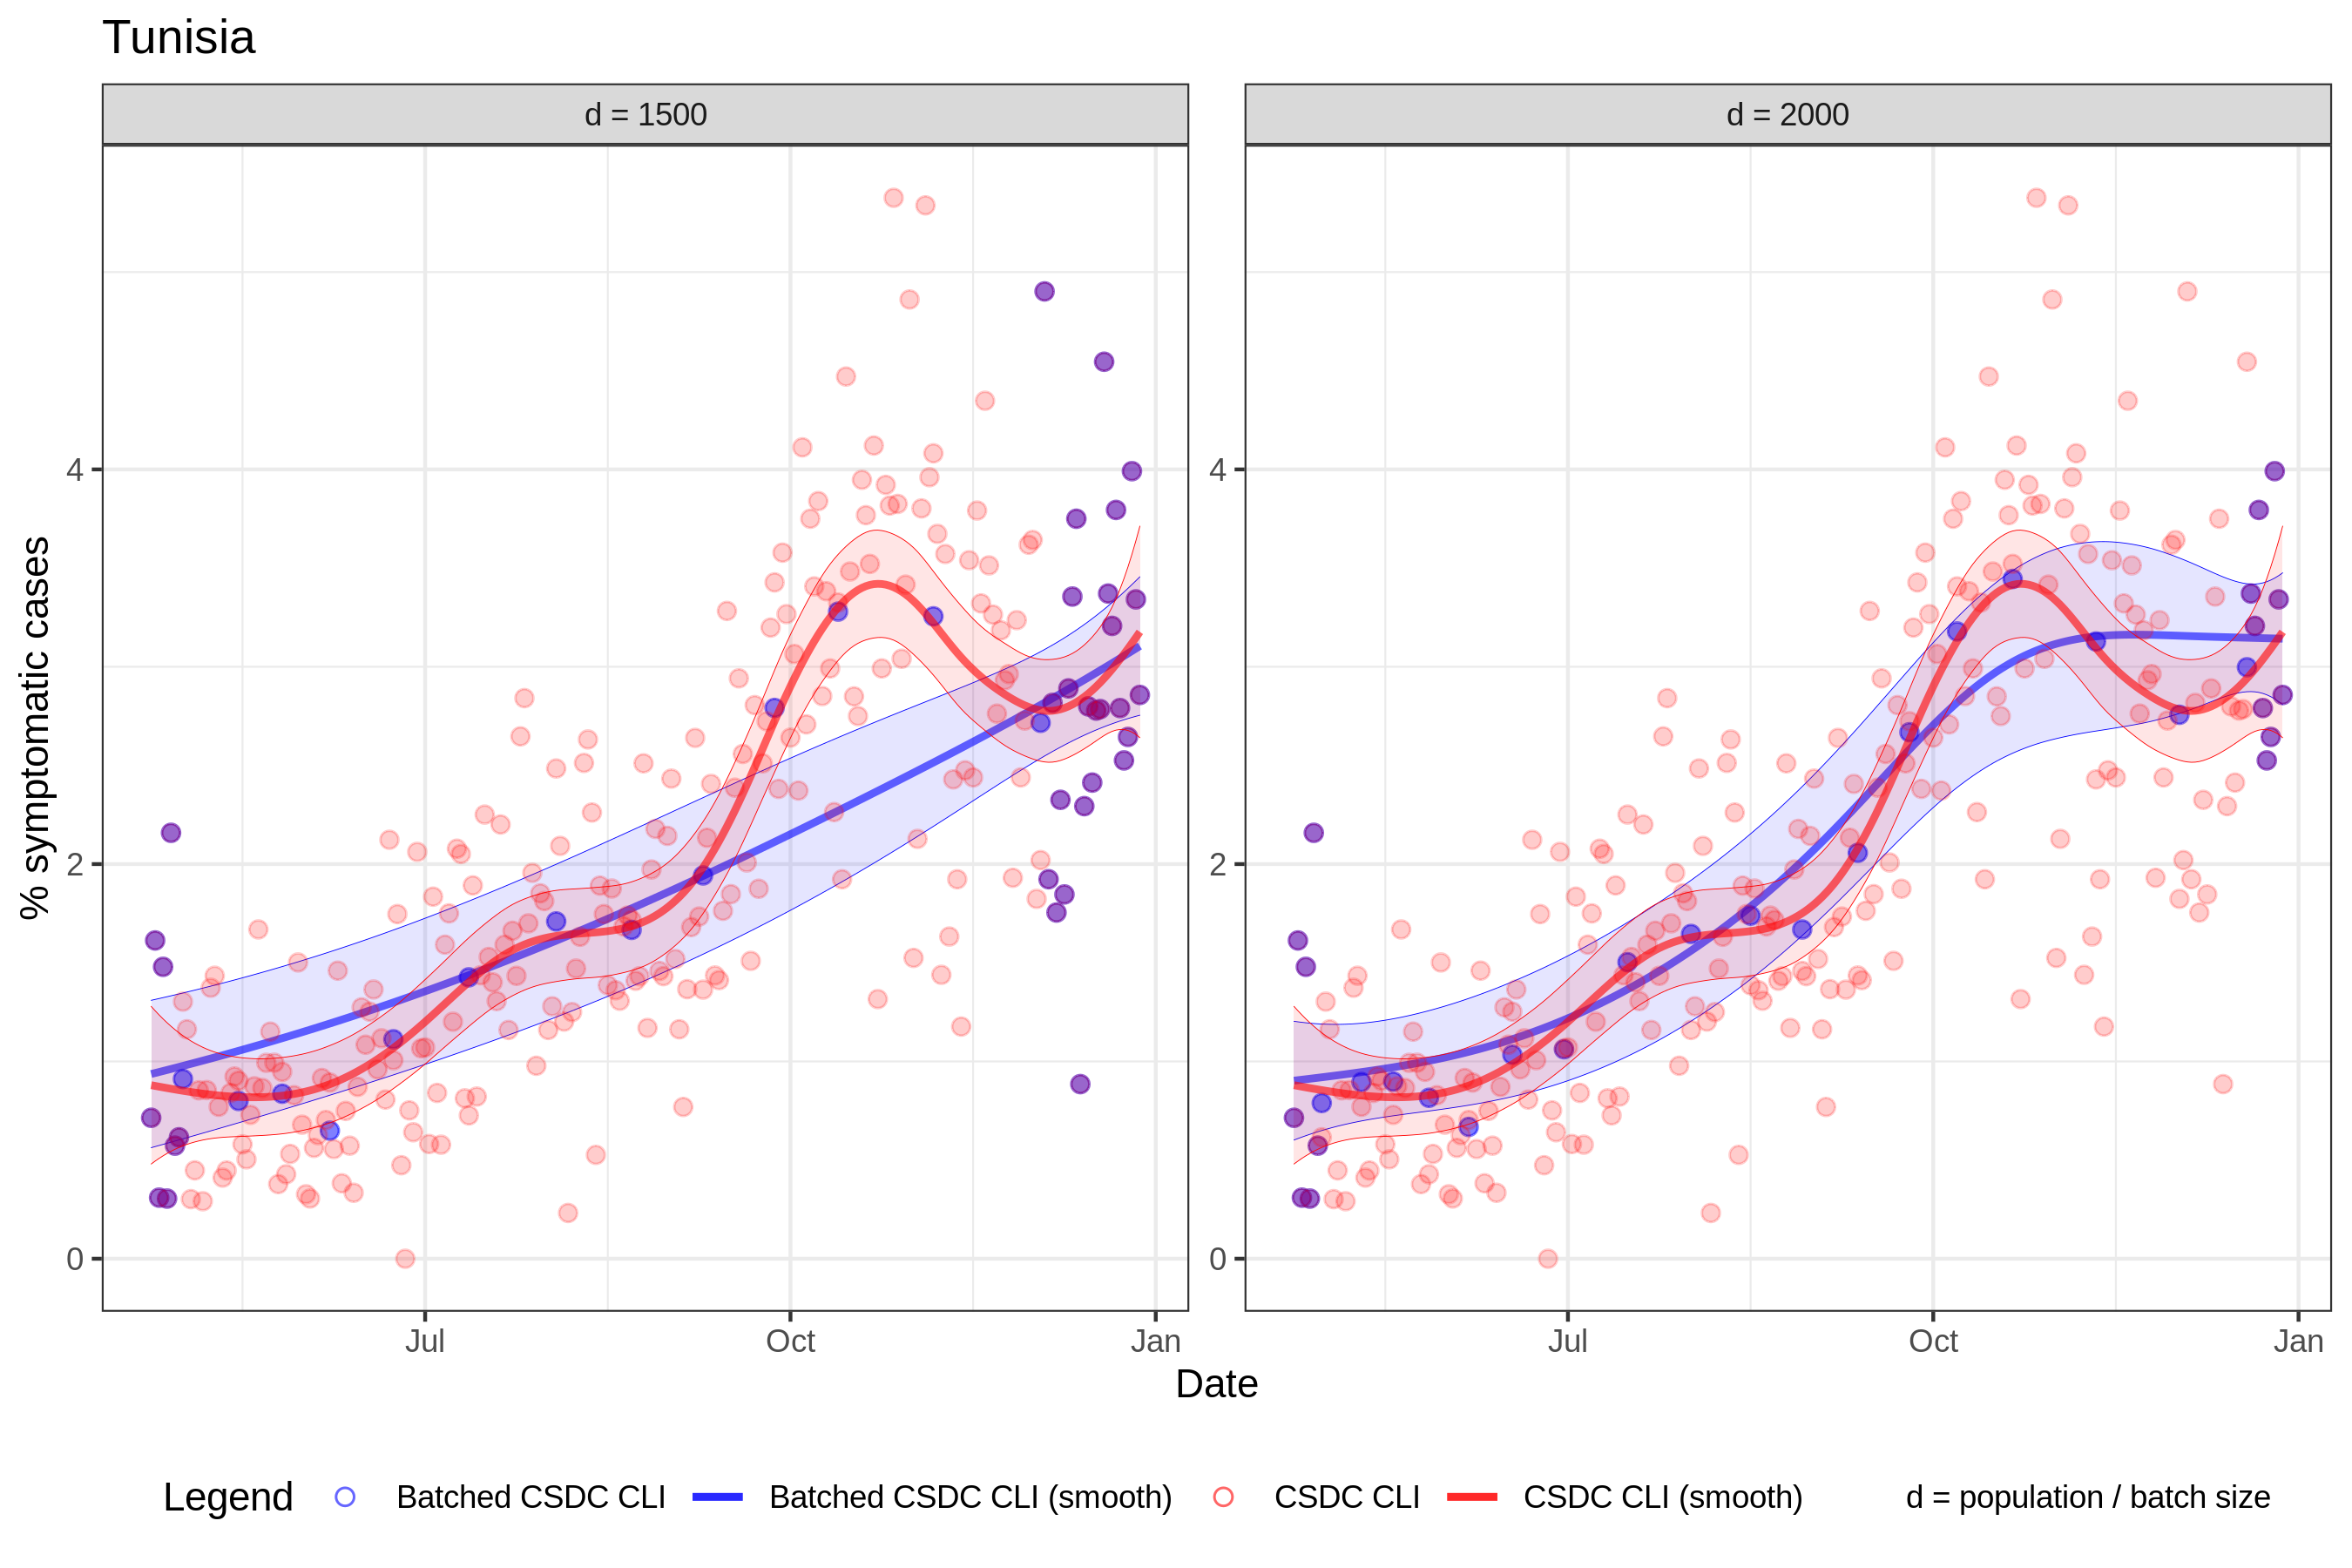 Tunisia
d = 1500
d = 2000
% symptomatic cases
4
2
0
4
2
0
Jul
Oct
Jan
Jul
Oct
Jan
Date
Legend
Batched CSDC CLI
Batched CSDC CLI (smooth)
CSDC CLI
CSDC CLI (smooth)
d = population / batch size